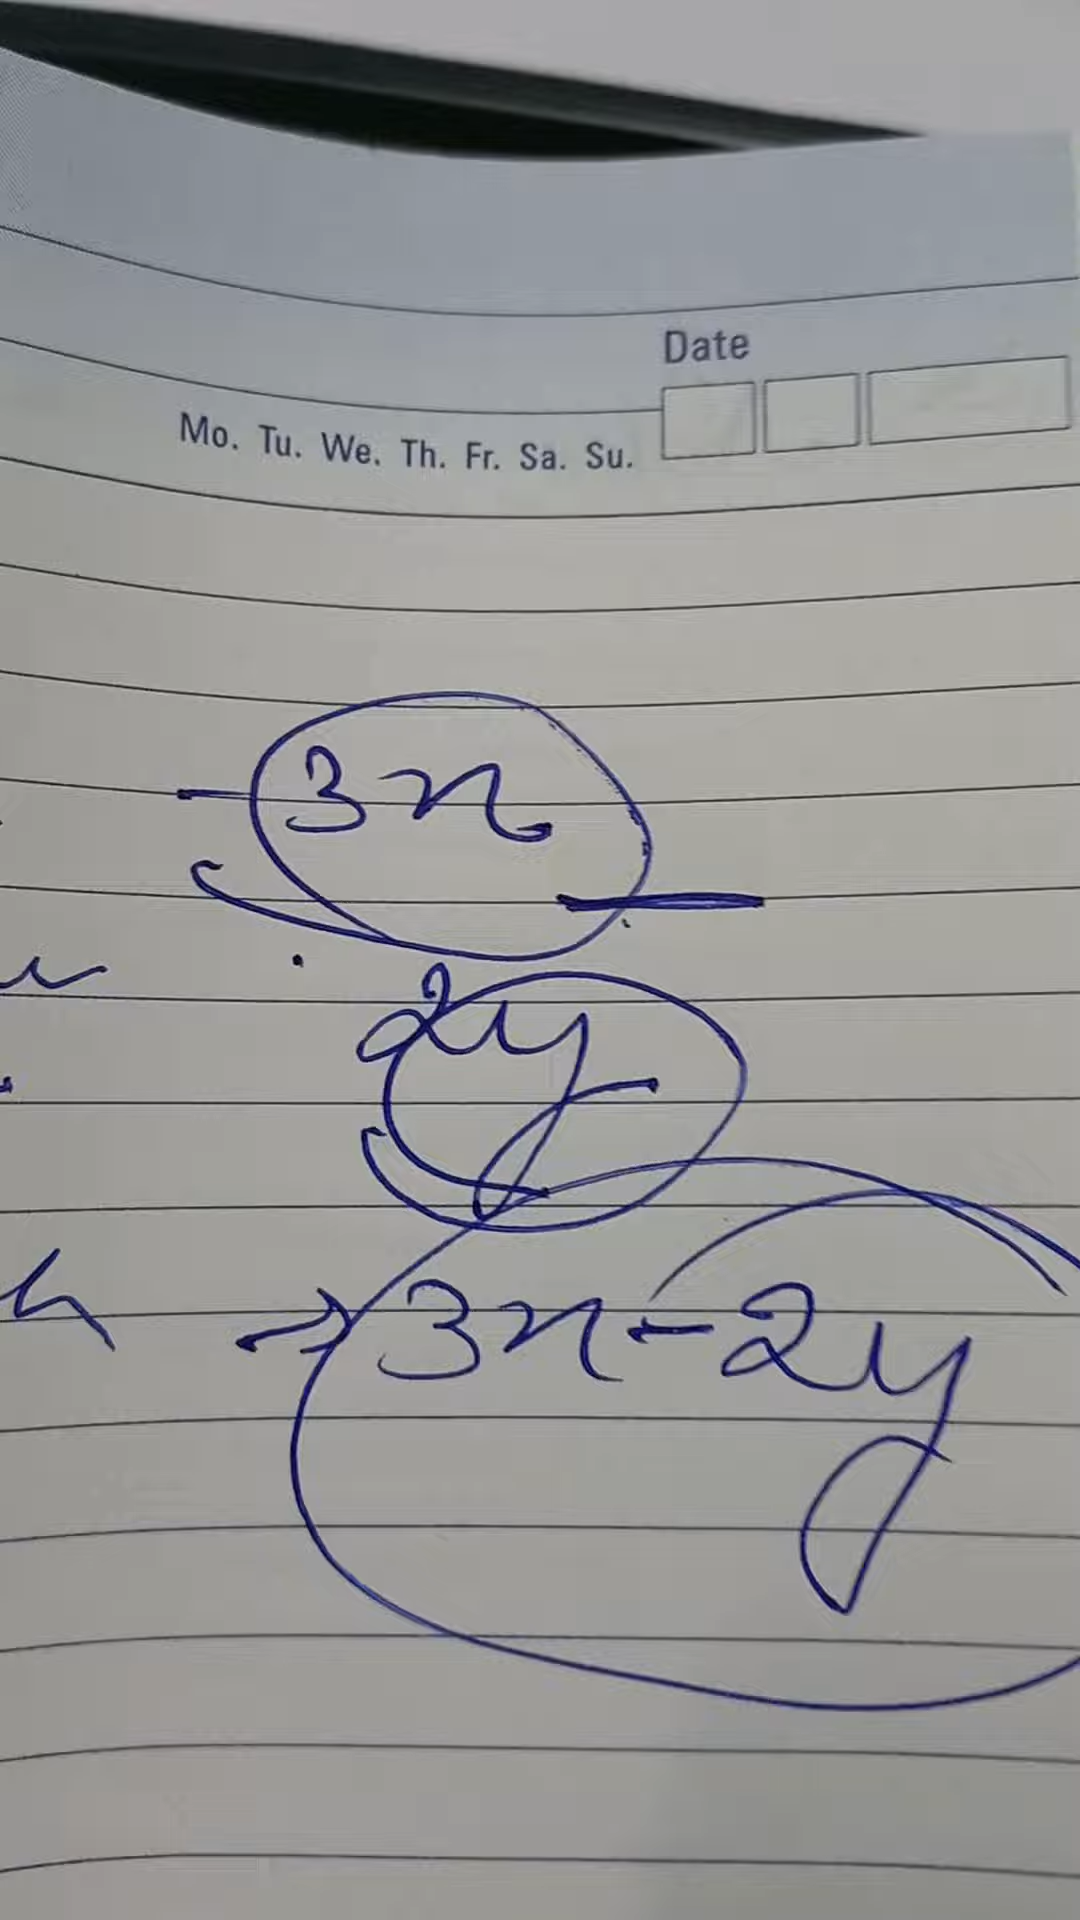 Date
Mo. Tu. We. Th. Fr. Sa. Su.
3x
2y
⇒ 3x - 2y